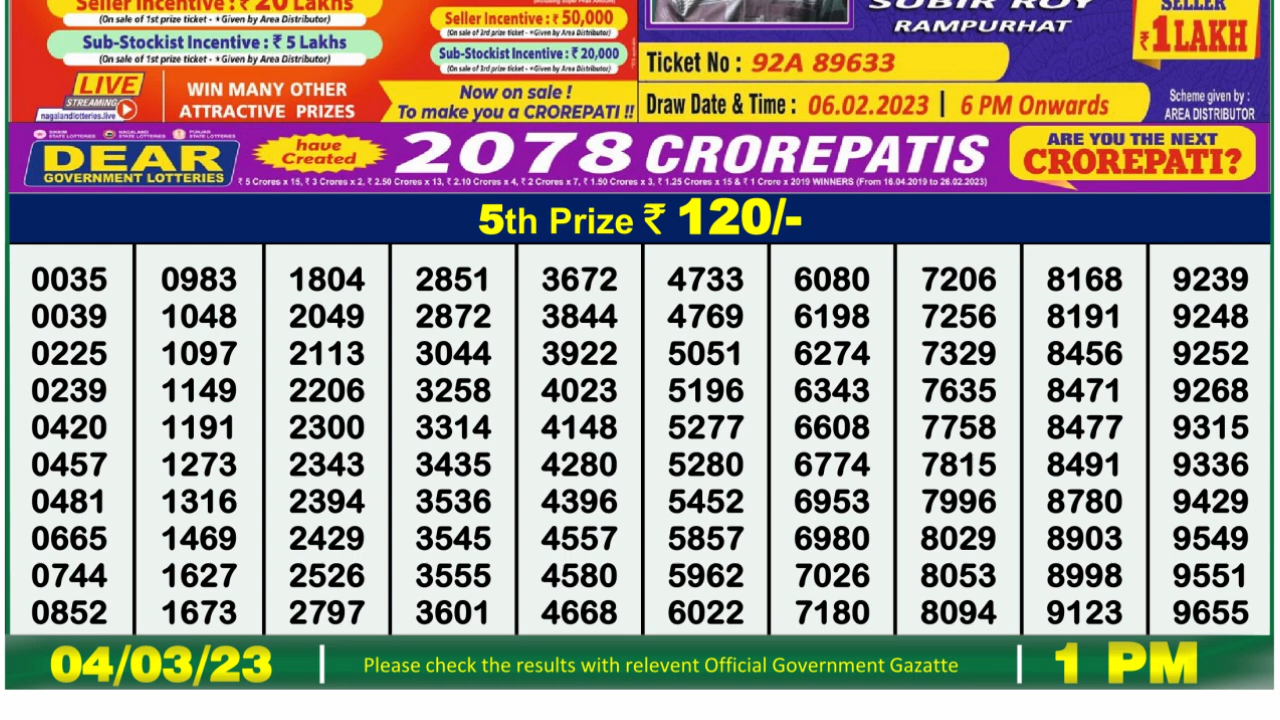 Seller Incentive : ₹ 20 Lakhs
(On sale of 1st prize ticket - *Given by Area Distributor)
Sub-Stockist Incentive : ₹ 5 Lakhs
(On sale of 1st prize ticket - *Given by Area Distributor)
LIVE
STREAMING
nagalandlotteries.live
WIN MANY OTHER
ATTRACTIVE PRIZES
Seller Incentive : ₹ 50,000
(On sale of 3rd prize ticket - *Given by Area Distributor)
Sub-Stockist Incentive : ₹ 20,000
(On sale of 3rd prize ticket - *Given by Area Distributor)
Now on sale !
To make you a CROREPATI !!
SUBIR ROY
RAMPURHAT
Ticket No : 92A 89633
Draw Date & Time : 06.02.2023 | 6 PM Onwards
SELLER
₹1 LAKH
Scheme given by :
AREA DISTRIBUTOR
SIKKIM STATE LOTTERIES NAGALAND STATE LOTTERIES PUNJAB STATE LOTTERIES
DEAR
GOVERNMENT LOTTERIES
have
Created
2078 CROREPATIS
₹ 5 Crores x 15, ₹ 3 Crores x 2, ₹ 2.50 Crores x 13, ₹ 2.10 Crores x 4, ₹ 2 Crores x 7, ₹ 1.50 Crores x 3, ₹ 1.25 Crores x 15 & ₹ 1 Crore x 2019 WINNERS (From 16.04.2019 to 26.02.2023)
ARE YOU THE NEXT
CROREPATI?
5th Prize ₹ 120/-
0035 0983 1804 2851 3672 4733 6080 7206 8168 9239
0039 1048 2049 2872 3844 4769 6198 7256 8191 9248
0225 1097 2113 3044 3922 5051 6274 7329 8456 9252
0239 1149 2206 3258 4023 5196 6343 7635 8471 9268
0420 1191 2300 3314 4148 5277 6608 7758 8477 9315
0457 1273 2343 3435 4280 5280 6774 7815 8491 9336
0481 1316 2394 3536 4396 5452 6953 7996 8780 9429
0665 1469 2429 3545 4557 5857 6980 8029 8903 9549
0744 1627 2526 3555 4580 5962 7026 8053 8998 9551
0852 1673 2797 3601 4668 6022 7180 8094 9123 9655
04/03/23 | Please check the results with relevent Official Government Gazatte | 1 PM